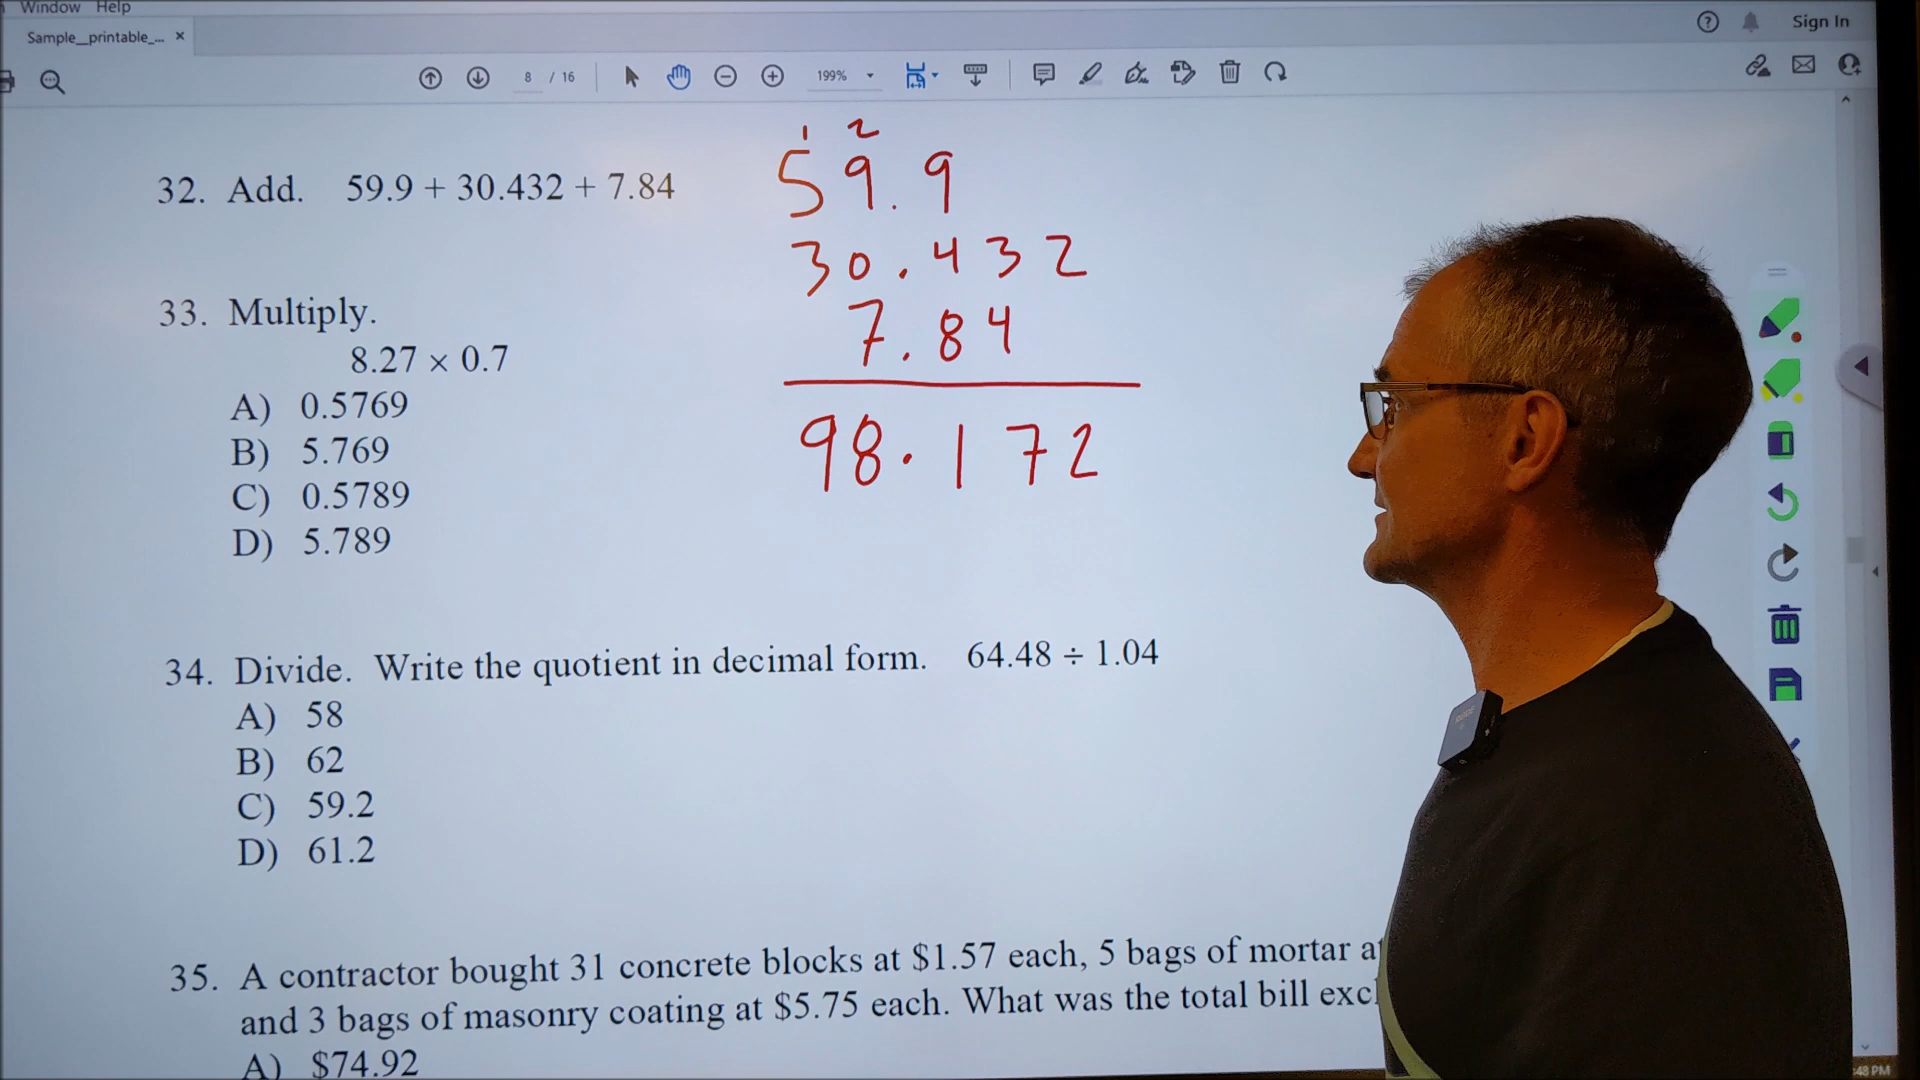 Window Help
Sample__printable_... ×
Sign In
8 / 16
199%
32. Add. 59.9 + 30.432 + 7.84
1 2
59.9
30.432
7.84
98.172
33. Multiply.
8.27 × 0.7
A) 0.5769
B) 5.769
C) 0.5789
D) 5.789
34. Divide. Write the quotient in decimal form. 64.48 ÷ 1.04
A) 58
B) 62
C) 59.2
D) 61.2
35. A contractor bought 31 concrete blocks at $1.57 each, 5 bags of mortar a
and 3 bags of masonry coating at $5.75 each. What was the total bill excl
A) $74.92
:48 PM